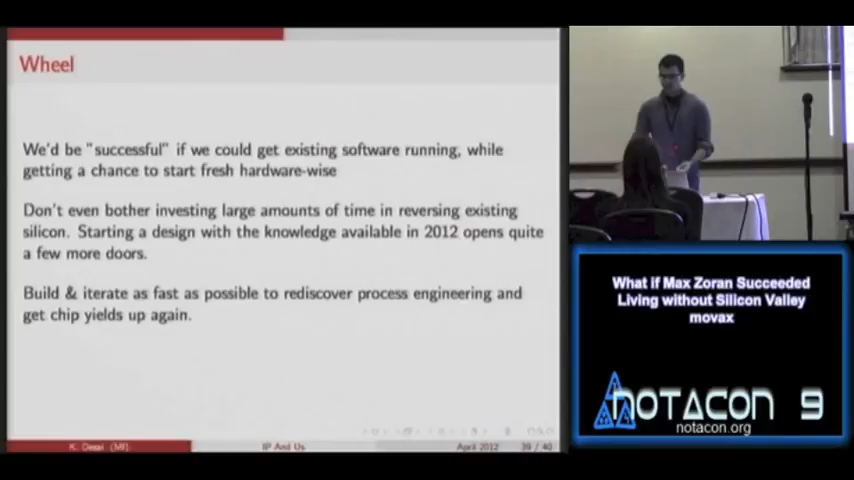 Wheel
We'd be "successful" if we could get existing software running, while
getting a chance to start fresh hardware-wise
Don't even bother investing large amounts of time in reversing existing
silicon. Starting a design with the knowledge available in 2012 opens quite
a few more doors.
Build & iterate as fast as possible to rediscover process engineering and
get chip yields up again.
K. Desai (MI)
IP And Us
April 2012
39 / 40
What if Max Zoran Succeeded
Living without Silicon Valley
movax
NOTACON 9
notacon.org